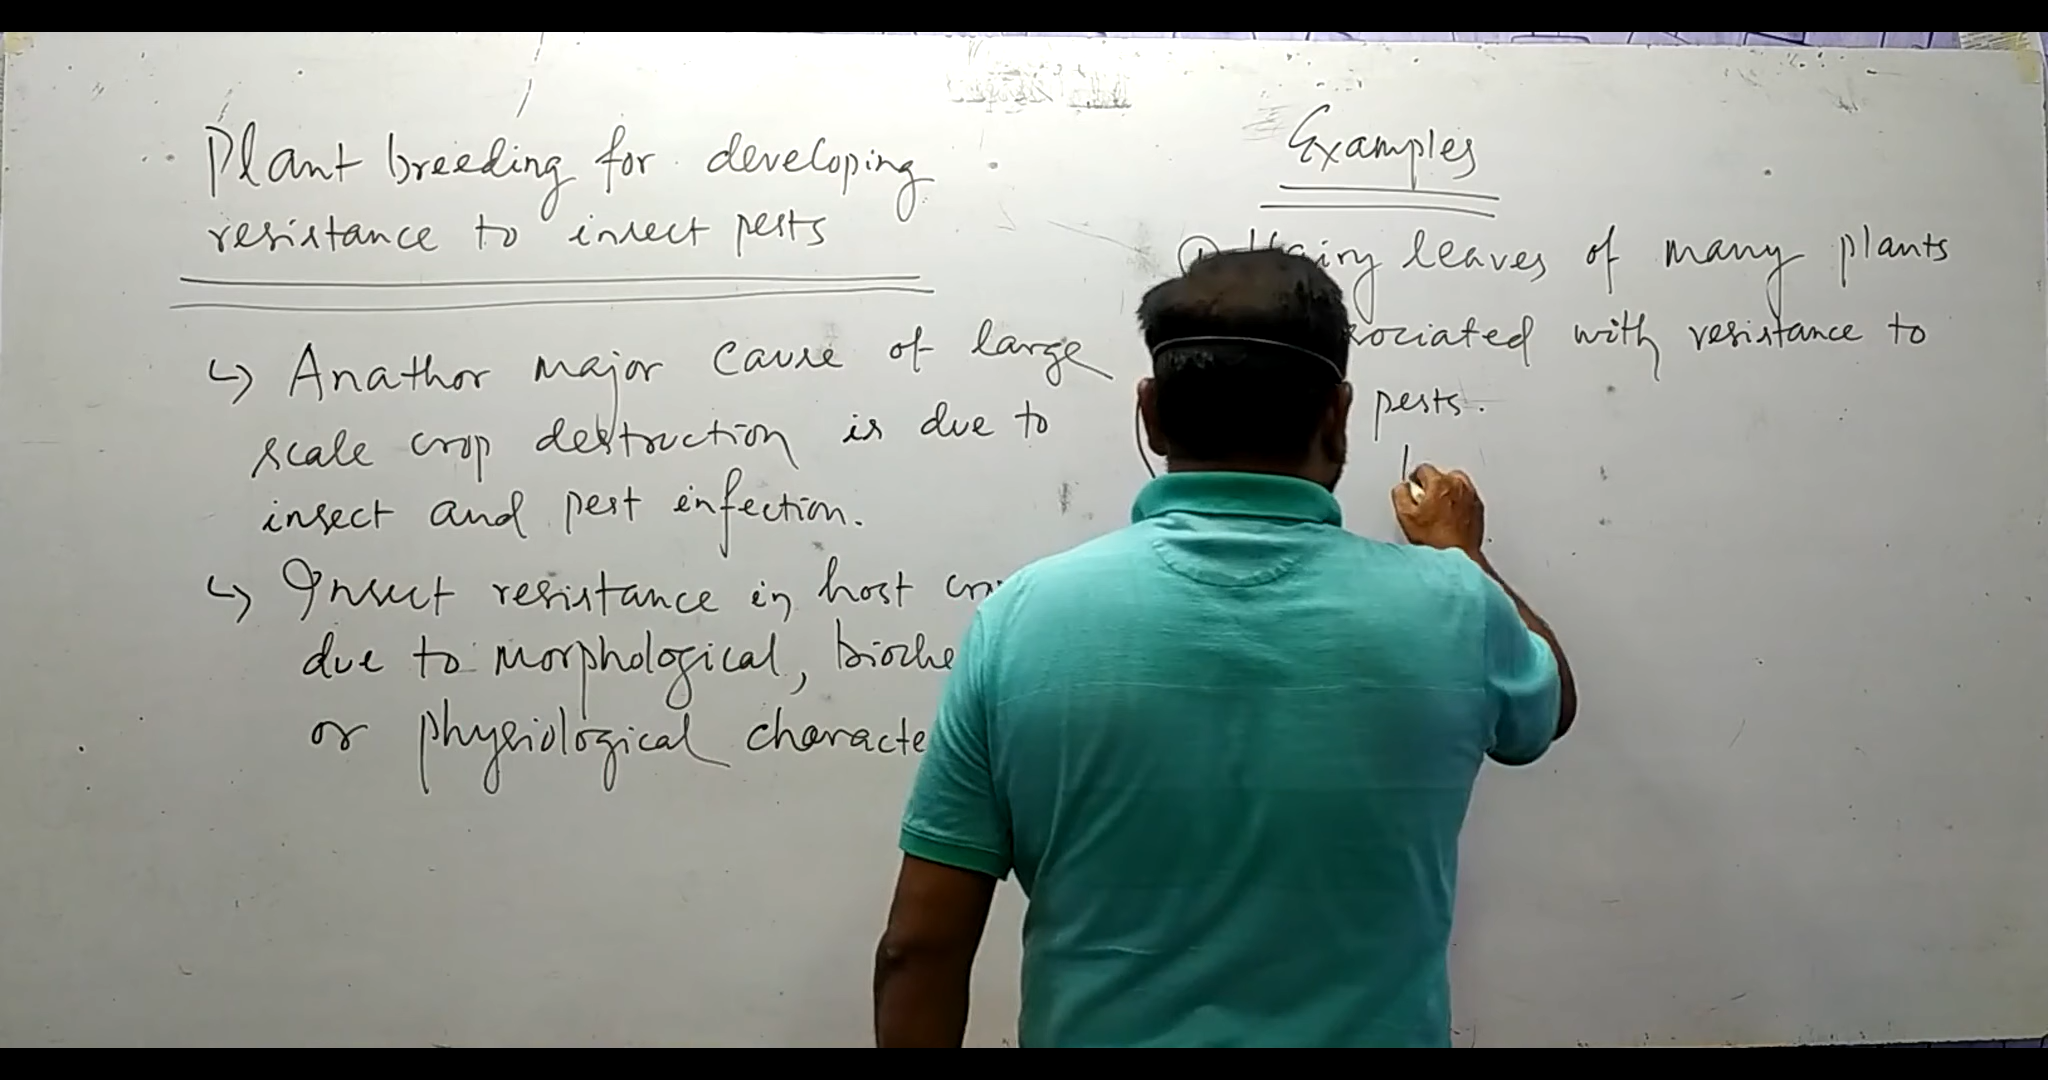 Plant breeding for developing
resistance to insect pests
↳ Anathor major cause of large
scale crop destruction is due to
insect and pest infection.
↳ Insect resistance in host
due to morphological,
or physiological
Examples
① Hairy leaves of many plants
with resistance to
pests.